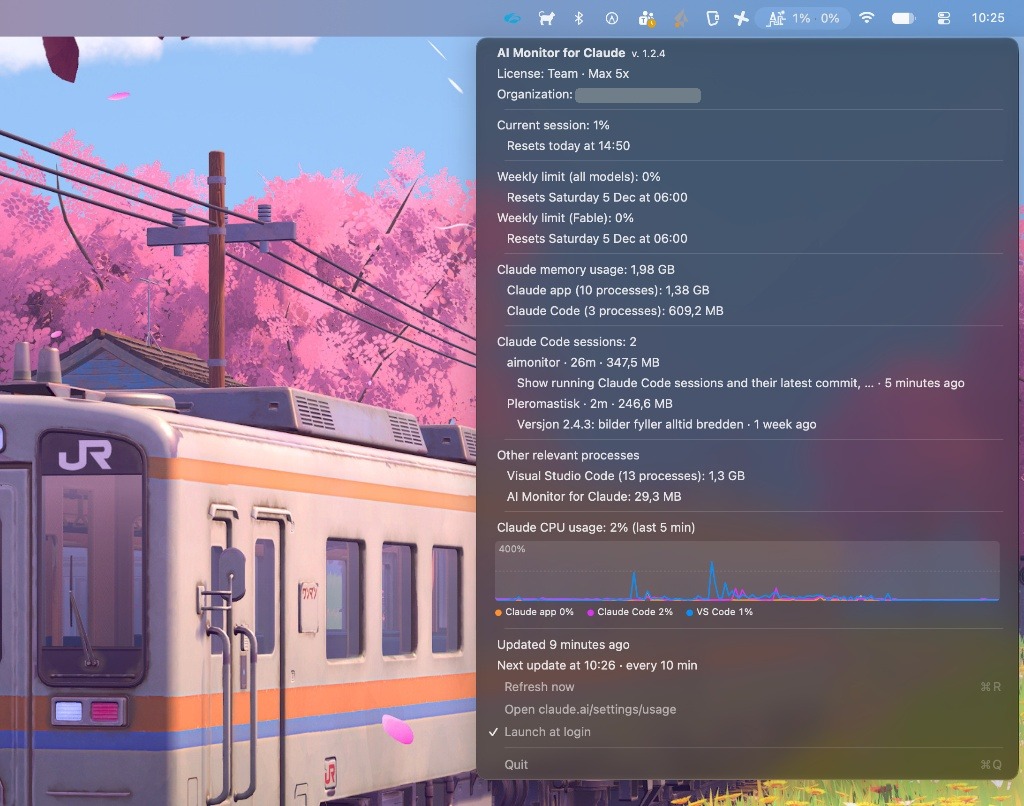 1% · 0%
10:25
AI Monitor for Claude v. 1.2.4
License: Team · Max 5x
Organization:
Current session: 1%
Resets today at 14:50
Weekly limit (all models): 0%
Resets Saturday 5 Dec at 06:00
Weekly limit (Fable): 0%
Resets Saturday 5 Dec at 06:00
Claude memory usage: 1,98 GB
Claude app (10 processes): 1,38 GB
Claude Code (3 processes): 609,2 MB
Claude Code sessions: 2
aimonitor · 26m · 347,5 MB
Show running Claude Code sessions and their latest commit, ... · 5 minutes ago
Pleromastisk · 2m · 246,6 MB
Versjon 2.4.3: bilder fyller alltid bredden · 1 week ago
Other relevant processes
Visual Studio Code (13 processes): 1,3 GB
AI Monitor for Claude: 29,3 MB
Claude CPU usage: 2% (last 5 min)
400%
Claude app 0% Claude Code 2% VS Code 1%
Updated 9 minutes ago
Next update at 10:26 · every 10 min
Refresh now ⌘R
Open claude.ai/settings/usage
✓ Launch at login
Quit ⌘Q
JR
ワンマン
JR